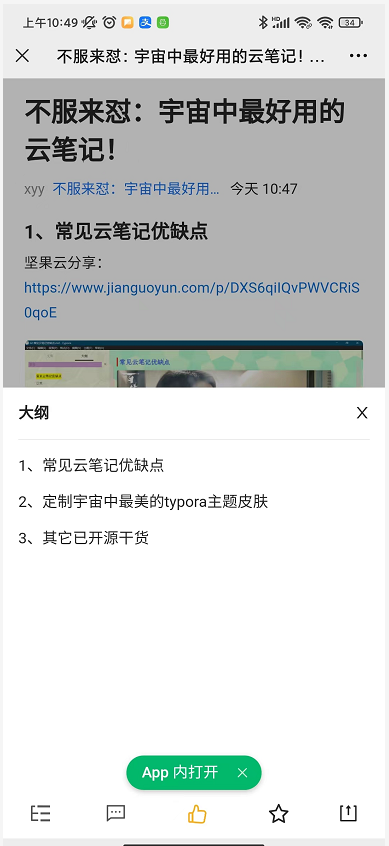 上午10:49
HD
34
不服来怼：宇宙中最好用的云笔记！...
不服来怼：宇宙中最好用的
云笔记！
xyy 不服来怼：宇宙中最好用... 今天 10:47
1、常见云笔记优缺点
坚果云分享：
https://www.jianguoyun.com/p/DXS6qiIQvPWVCRiS
0qoE
常见云笔记优缺点
大纲
1、常见云笔记优缺点
2、定制宇宙中最美的typora主题皮肤
3、其它已开源干货
App 内打开